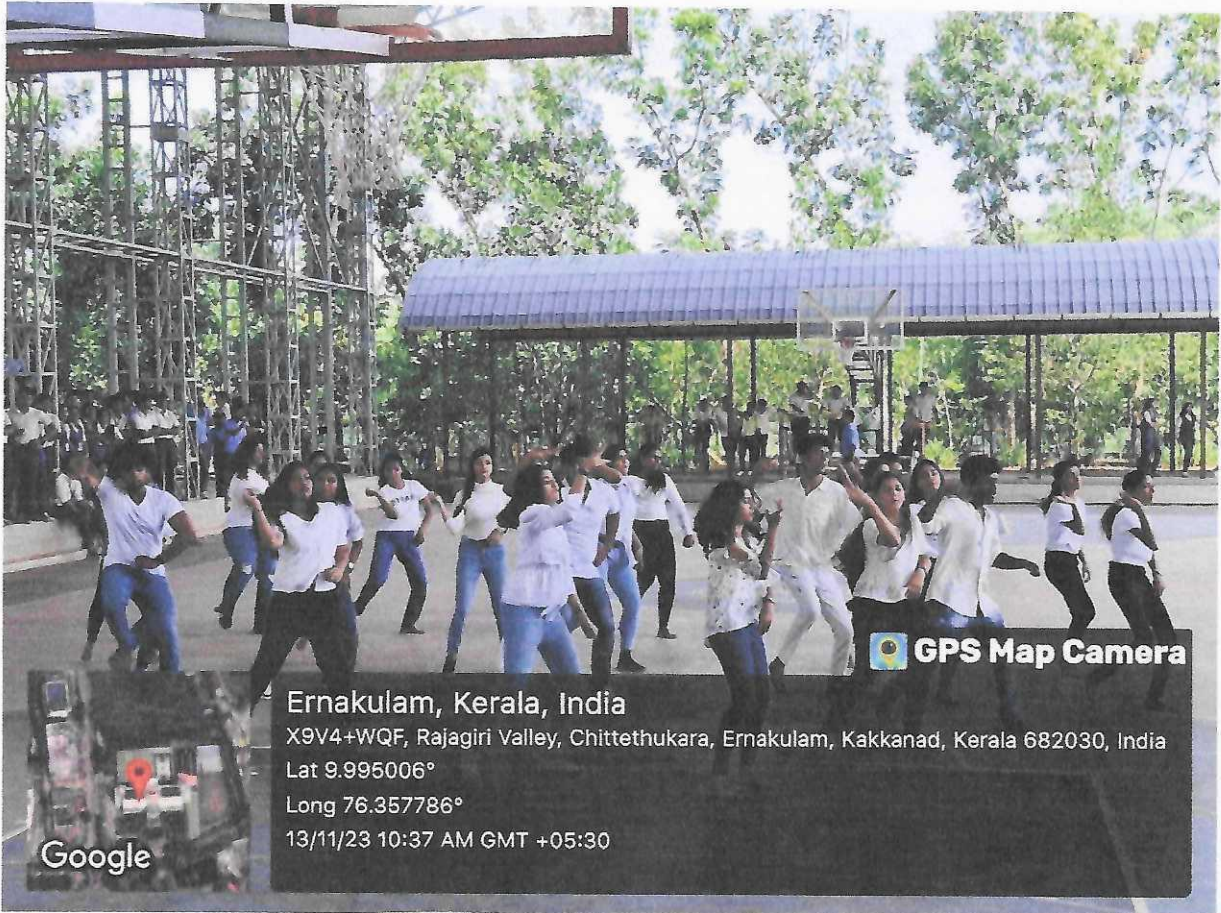 GPS Map Camera
Ernakulam, Kerala, India
X9V4+WQF, Rajagiri Valley, Chittethukara, Ernakulam, Kakkanad, Kerala 682030, India
Lat 9.995006°
Long 76.357786°
13/11/23 10:37 AM GMT +05:30
Google